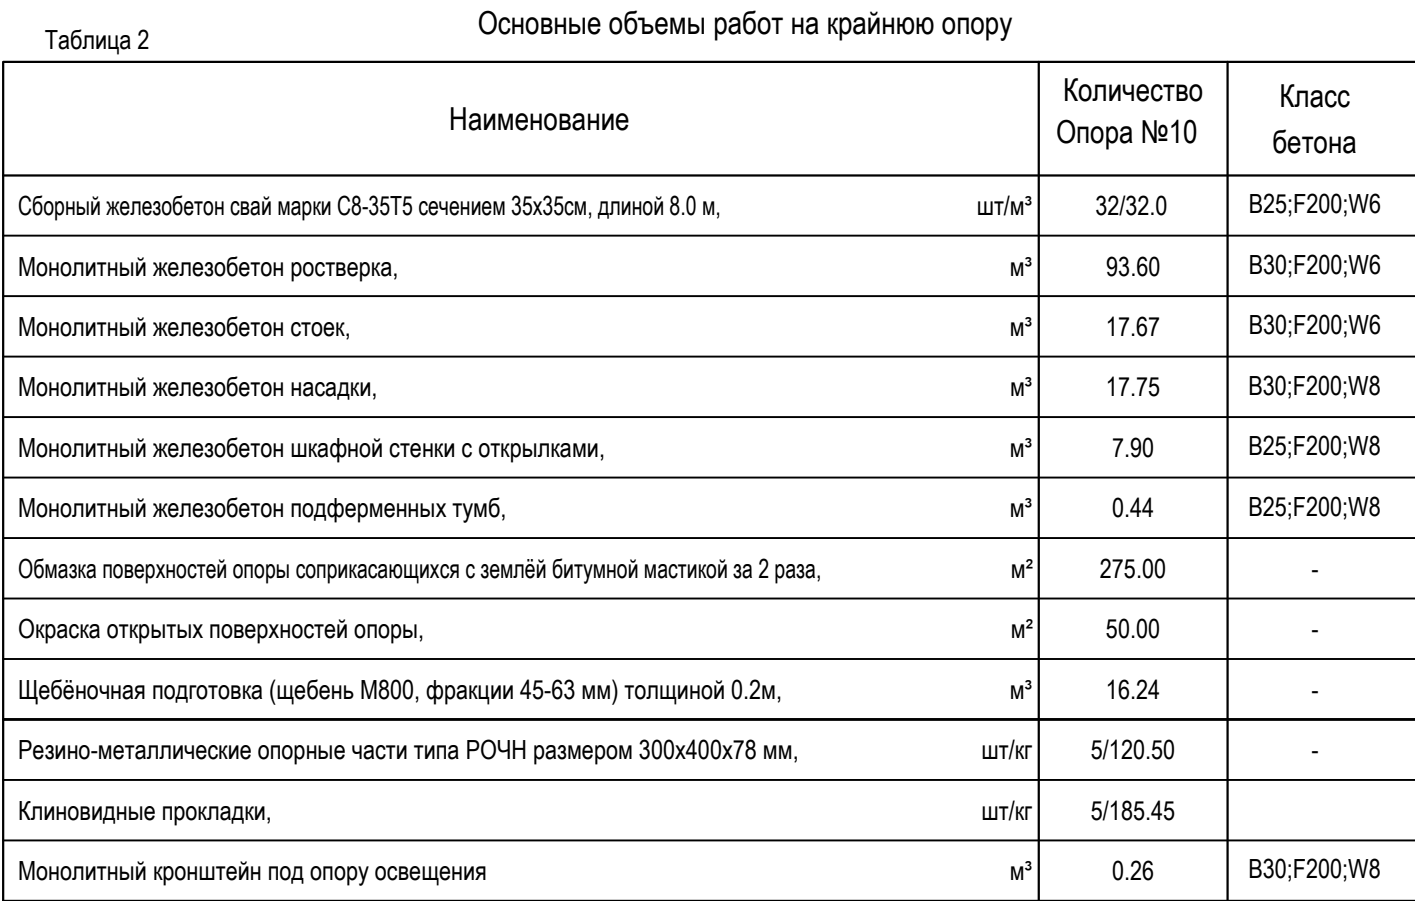 Таблица 2
Основные объемы работ на крайнюю опору
Наименование
Количество
Опора №10
Класс
бетона
Сборный железобетон свай марки С8-35Т5 сечением 35х35см, длиной 8.0 м, шт/м³ 32/32.0 B25;F200;W6
Монолитный железобетон ростверка, м³ 93.60 B30;F200;W6
Монолитный железобетон стоек, м³ 17.67 B30;F200;W6
Монолитный железобетон насадки, м³ 17.75 B30;F200;W8
Монолитный железобетон шкафной стенки с открылками, м³ 7.90 B25;F200;W8
Монолитный железобетон подферменных тумб, м³ 0.44 B25;F200;W8
Обмазка поверхностей опоры соприкасающихся с землёй битумной мастикой за 2 раза, м² 275.00 -
Окраска открытых поверхностей опоры, м² 50.00 -
Щебёночная подготовка (щебень М800, фракции 45-63 мм) толщиной 0.2м, м³ 16.24 -
Резино-металлические опорные части типа РОЧН размером 300х400х78 мм, шт/кг 5/120.50 -
Клиновидные прокладки, шт/кг 5/185.45
Монолитный кронштейн под опору освещения м³ 0.26 B30;F200;W8